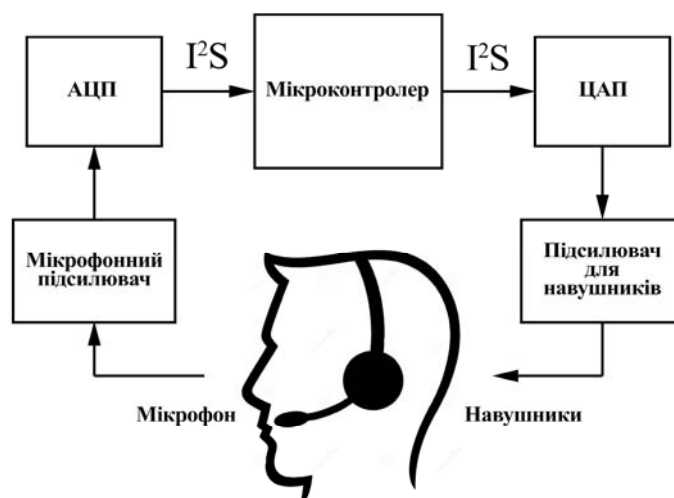 I²S
I²S
АЦП
Мікроконтролер
ЦАП
Мікрофонний
підсилювач
Підсилювач
для
навушників
Мікрофон
Навушники